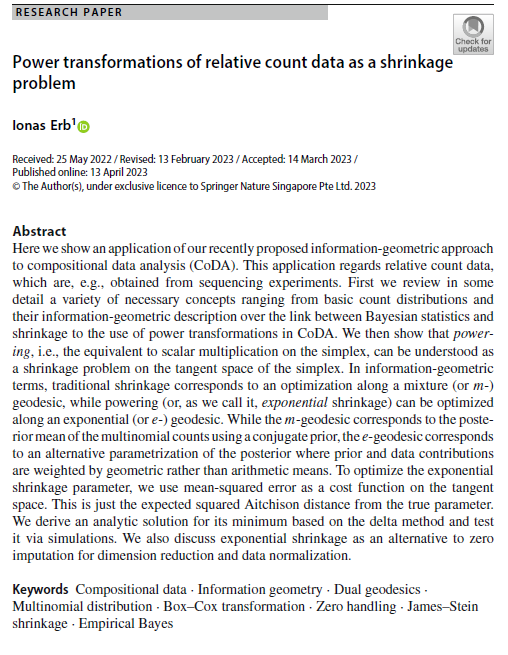 RESEARCH PAPER
Check for
updates
Power transformations of relative count data as a shrinkage
problem
Ionas Erb1 iD
Received: 25 May 2022 / Revised: 13 February 2023 / Accepted: 14 March 2023 /
Published online: 13 April 2023
© The Author(s), under exclusive licence to Springer Nature Singapore Pte Ltd. 2023
Abstract
Here we show an application of our recently proposed information-geometric approach
to compositional data analysis (CoDA). This application regards relative count data,
which are, e.g., obtained from sequencing experiments. First we review in some
detail a variety of necessary concepts ranging from basic count distributions and
their information-geometric description over the link between Bayesian statistics and
shrinkage to the use of power transformations in CoDA. We then show that power-
ing, i.e., the equivalent to scalar multiplication on the simplex, can be understood as
a shrinkage problem on the tangent space of the simplex. In information-geometric
terms, traditional shrinkage corresponds to an optimization along a mixture (or m-)
geodesic, while powering (or, as we call it, exponential shrinkage) can be optimized
along an exponential (or e-) geodesic. While the m-geodesic corresponds to the poste-
rior mean of the multinomial counts using a conjugate prior, the e-geodesic corresponds
to an alternative parametrization of the posterior where prior and data contributions
are weighted by geometric rather than arithmetic means. To optimize the exponential
shrinkage parameter, we use mean-squared error as a cost function on the tangent
space. This is just the expected squared Aitchison distance from the true parameter.
We derive an analytic solution for its minimum based on the delta method and test
it via simulations. We also discuss exponential shrinkage as an alternative to zero
imputation for dimension reduction and data normalization.
Keywords Compositional data · Information geometry · Dual geodesics ·
Multinomial distribution · Box–Cox transformation · Zero handling · James–Stein
shrinkage · Empirical Bayes